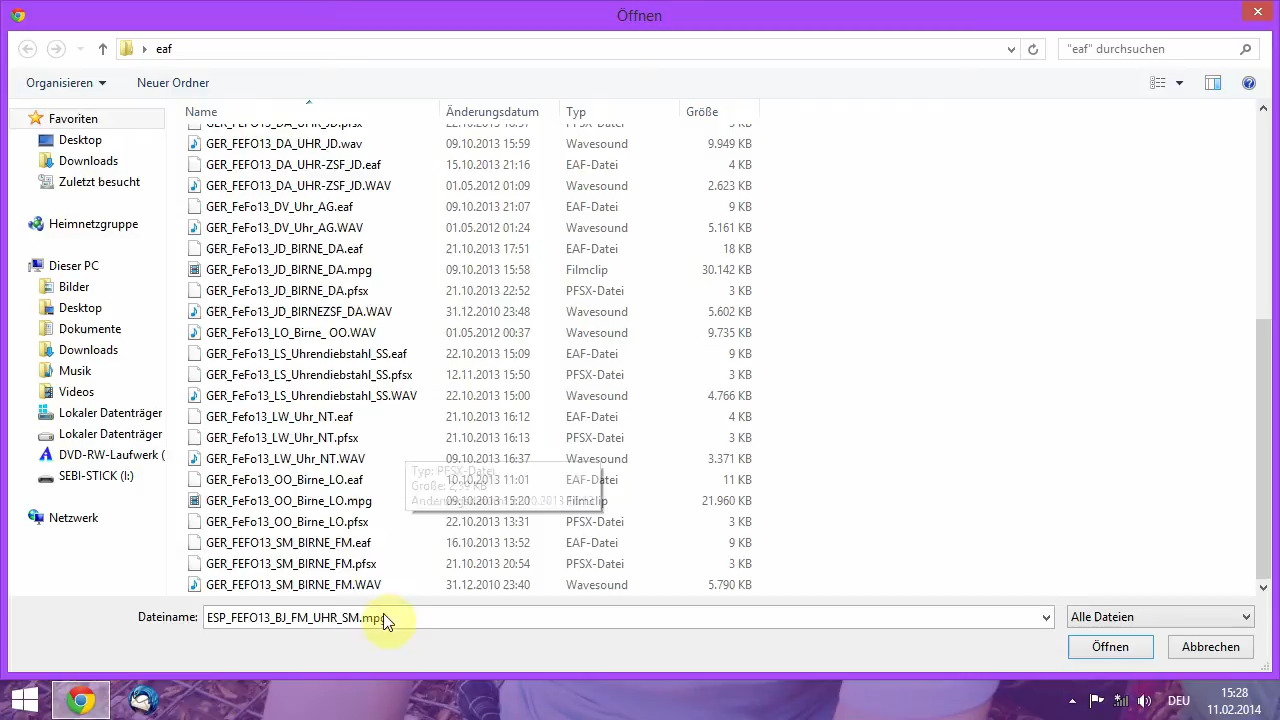 Öffnen
eaf
"eaf" durchsuchen
Organisieren
Neuer Ordner
Name Änderungsdatum Typ Größe
Favoriten
Desktop
Downloads
Zuletzt besucht
Heimnetzgruppe
Dieser PC
Bilder
Desktop
Dokumente
Downloads
Musik
Videos
Lokaler Datenträger
Lokaler Datenträger
DVD-RW-Laufwerk (
SEBI-STICK (I:)
Netzwerk
GER_FEFO13_DA_UHR_JD.pfsx 22.10.2013 18:57 PFSX-Datei 3 KB
GER_FEFO13_DA_UHR_JD.wav 09.10.2013 15:59 Wavesound 9.949 KB
GER_FEFO13_DA_UHR-ZSF_JD.eaf 15.10.2013 21:16 EAF-Datei 4 KB
GER_FEFO13_DA_UHR-ZSF_JD.WAV 01.05.2012 01:09 Wavesound 2.623 KB
GER_FeFo13_DV_Uhr_AG.eaf 09.10.2013 21:07 EAF-Datei 9 KB
GER_FeFo13_DV_Uhr_AG.WAV 01.05.2012 01:24 Wavesound 5.161 KB
GER_FeFo13_JD_BIRNE_DA.eaf 21.10.2013 17:51 EAF-Datei 18 KB
GER_FeFo13_JD_BIRNE_DA.mpg 09.10.2013 15:58 Filmclip 30.142 KB
GER_FeFo13_JD_BIRNE_DA.pfsx 21.10.2013 22:52 PFSX-Datei 3 KB
GER_FeFo13_JD_BIRNEZSF_DA.WAV 31.12.2010 23:48 Wavesound 5.602 KB
GER_FeFo13_LO_Birne_ OO.WAV 01.05.2012 00:37 Wavesound 9.735 KB
GER_FeFo13_LS_Uhrendiebstahl_SS.eaf 22.10.2013 15:09 EAF-Datei 9 KB
GER_FeFo13_LS_Uhrendiebstahl_SS.pfsx 12.11.2013 15:50 PFSX-Datei 3 KB
GER_FeFo13_LS_Uhrendiebstahl_SS.WAV 22.10.2013 15:00 Wavesound 4.766 KB
GER_Fefo13_LW_Uhr_NT.eaf 21.10.2013 16:12 EAF-Datei 4 KB
GER_Fefo13_LW_Uhr_NT.pfsx 21.10.2013 16:13 PFSX-Datei 3 KB
GER_FeFo13_LW_Uhr_NT.WAV 09.10.2013 16:37 Wavesound 3.371 KB
GER_FeFo13_OO_Birne_LO.eaf 10.10.2013 11:01 EAF-Datei 11 KB
GER_FeFo13_OO_Birne_LO.mpg 09.10.2013 15:20 Filmclip 21.960 KB
GER_FeFo13_OO_Birne_LO.pfsx 22.10.2013 13:31 PFSX-Datei 3 KB
GER_FEFO13_SM_BIRNE_FM.eaf 16.10.2013 13:52 EAF-Datei 9 KB
GER_FEFO13_SM_BIRNE_FM.pfsx 21.10.2013 20:54 PFSX-Datei 3 KB
GER_FEFO13_SM_BIRNE_FM.WAV 31.12.2010 23:40 Wavesound 5.790 KB
Typ: PFSX-Datei
Dateiname: ESP_FEFO13_BJ_FM_UHR_SM.mpg
Alle Dateien
Öffnen Abbrechen
DEU
15:28
11.02.2014